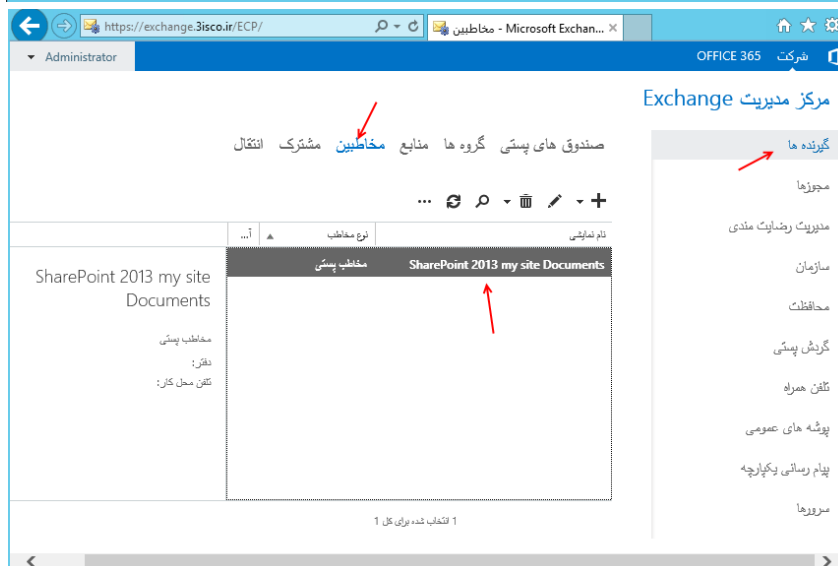 https://exchange.3isco.ir/ECP/
مخاطبین - Microsoft Exchan...
Administrator
شرکت OFFICE 365
مرکز مدیریت Exchange
گیرنده ها
مجوزها
مدیریت رضایت مندی
سازمان
محافظت
گردش پستی
تلفن همراه
پوشه های عمومی
پیام رسانی یکپارچه
سرورها
صندوق های پستی گروه ها منابع مخاطبین مشترک انتقال
نام نمایشی نوع مخاطب آ...
SharePoint 2013 my site Documents مخاطب پستی
SharePoint 2013 my site
Documents
مخاطب پستی
دفتر:
تلفن محل کار:
1 انتخاب شده برای کل 1